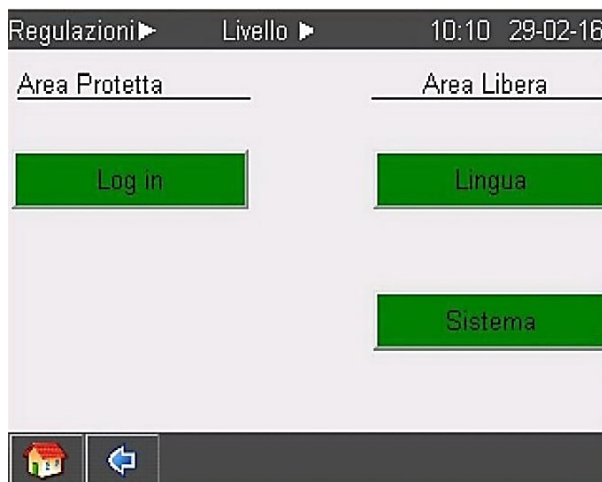 Regulazioni▶ Livello ▶ 10:10 29-02-16
Area Protetta Area Libera
Log in Lingua
Sistema